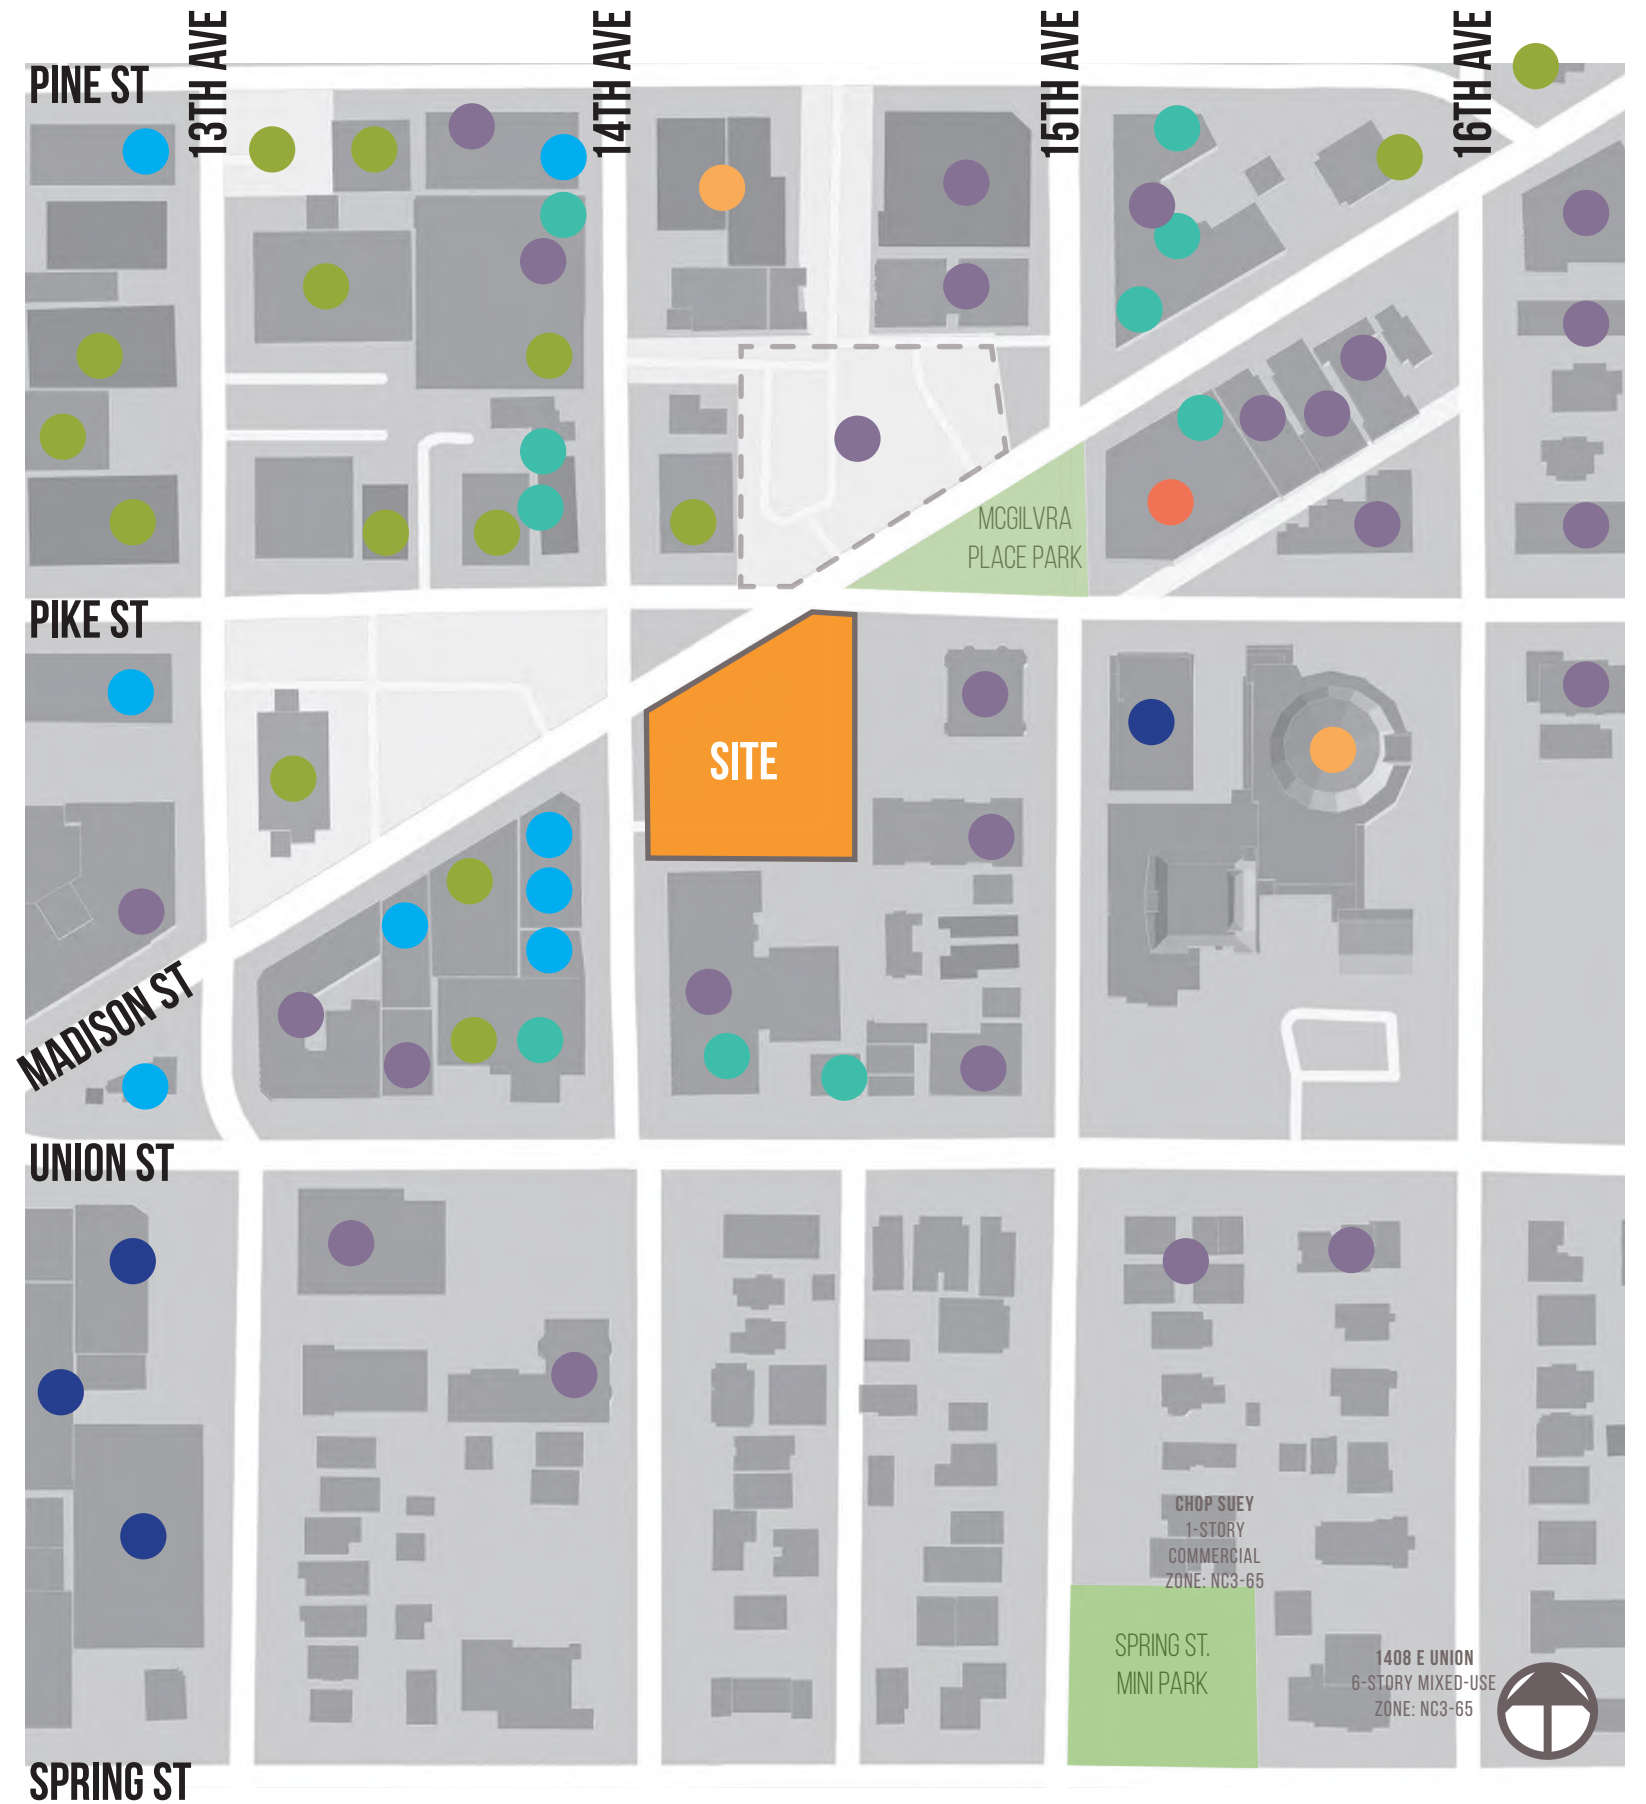 13TH AVE
14TH AVE
15TH AVE
16TH AVE
PINE ST
MCGILVRA
PLACE PARK
PIKE ST
SITE
MADISON ST
UNION ST
CHOP SUEY
1-STORY
COMMERCIAL
ZONE: NC3-65
SPRING ST.
MINI PARK
1408 E UNION
6-STORY MIXED-USE
ZONE: NC3-65
SPRING ST